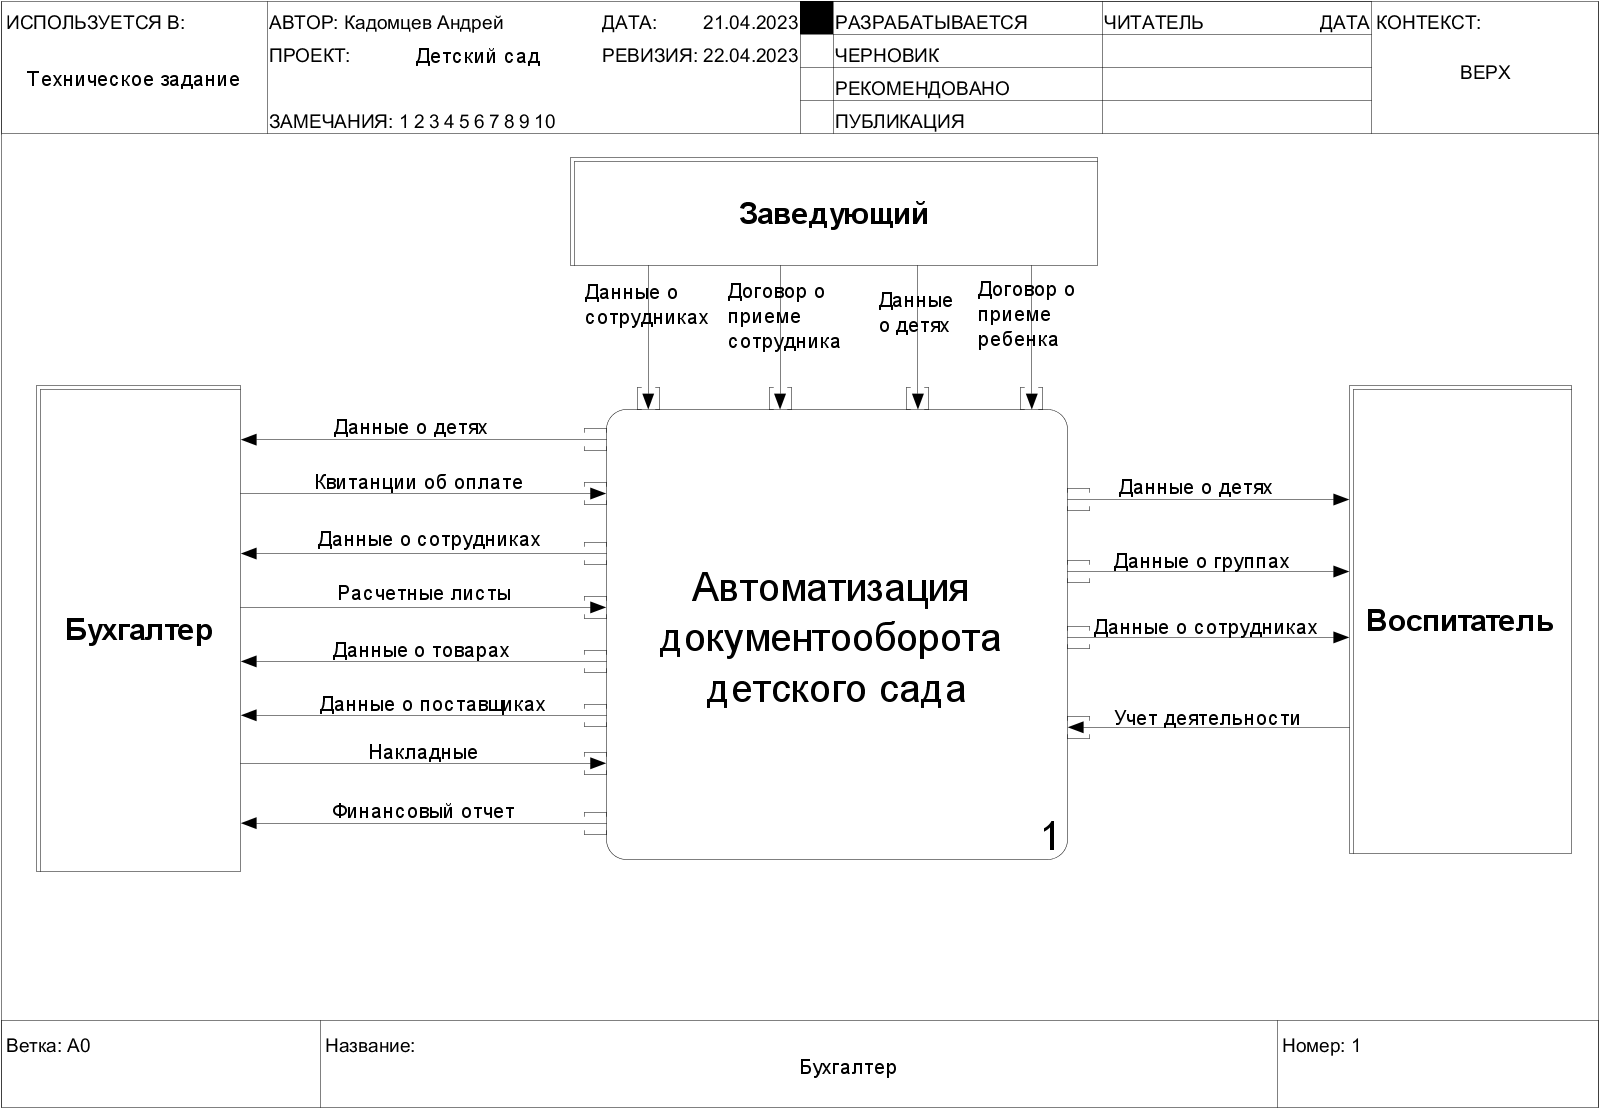 ИСПОЛЬЗУЕТСЯ В:
Техническое задание
АВТОР: Кадомцев Андрей
ДАТА: 21.04.2023
ПРОЕКТ: Детский сад
РЕВИЗИЯ: 22.04.2023
ЗАМЕЧАНИЯ: 1 2 3 4 5 6 7 8 9 10
РАЗРАБАТЫВАЕТСЯ
ЧЕРНОВИК
РЕКОМЕНДОВАНО
ПУБЛИКАЦИЯ
ЧИТАТЕЛЬ
ДАТА
КОНТЕКСТ:
ВЕРХ
Заведующий
Данные о
сотрудниках
Договор о
приеме
сотрудника
Данные
о детях
Договор о
приеме
ребенка
Бухгалтер
Данные о детях
Квитанции об оплате
Данные о сотрудниках
Расчетные листы
Данные о товарах
Данные о поставщиках
Накладные
Финансовый отчет
Автоматизация
документооборота
детского сада
1
Данные о детях
Данные о группах
Данные о сотрудниках
Учет деятельности
Воспитатель
Ветка: A0
Название:
Бухгалтер
Номер: 1